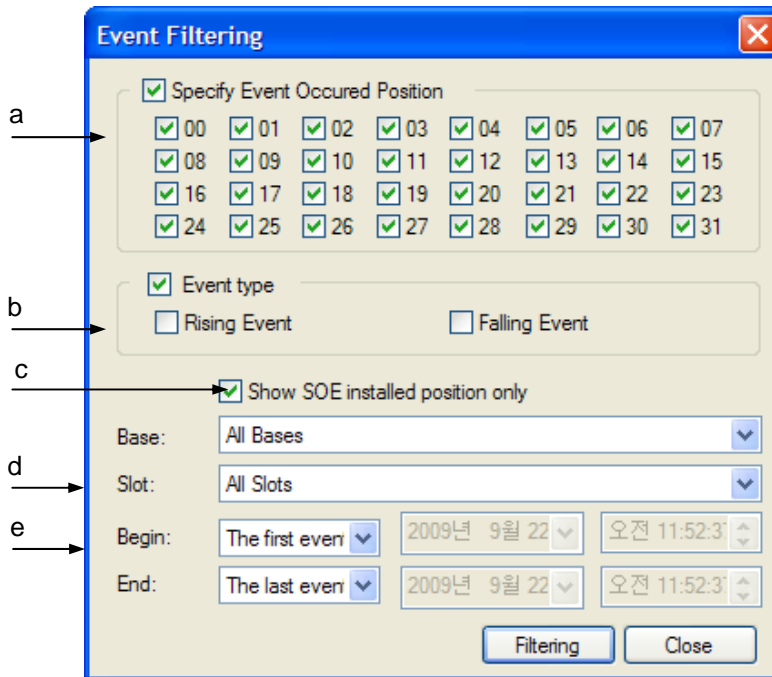 Event Filtering
Specify Event Occured Position
a
00 01 02 03 04 05 06 07
08 09 10 11 12 13 14 15
16 17 18 19 20 21 22 23
24 25 26 27 28 29 30 31
Event type
b
Rising Event Falling Event
c
Show SOE installed position only
Base: All Bases
d
Slot: All Slots
e
Begin: The first even 2009년 9월 22 오전 11:52:37
End: The last even 2009년 9월 22 오전 11:52:37
Filtering Close